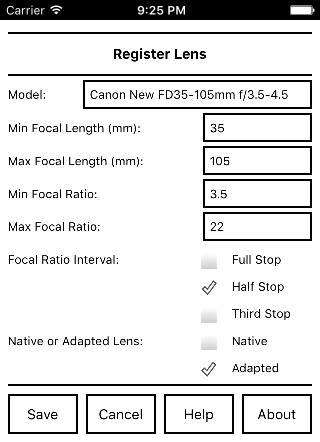 Carrier 9:25 PM
Register Lens
Model: Canon New FD35-105mm f/3.5-4.5
Min Focal Length (mm): 35
Max Focal Length (mm): 105
Min Focal Ratio: 3.5
Max Focal Ratio: 22
Focal Ratio Interval: Full Stop
Half Stop
Third Stop
Native or Adapted Lens: Native
Adapted
Save Cancel Help About